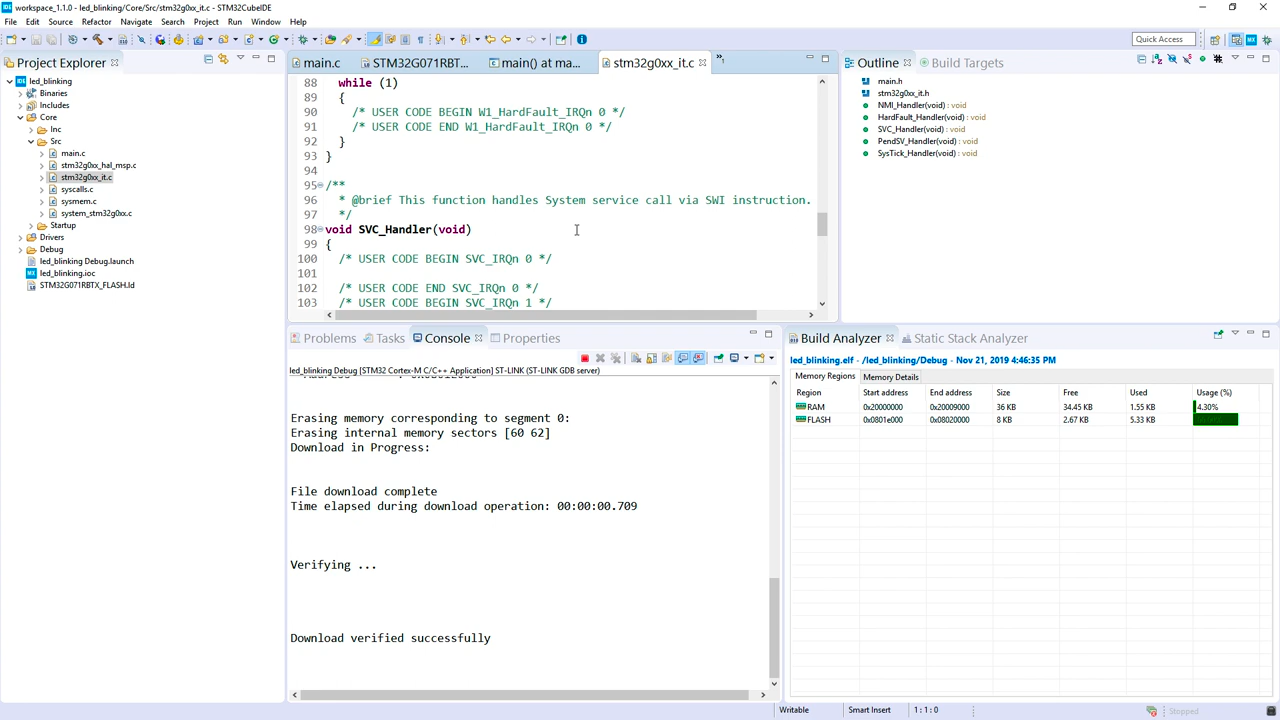 workspace_1.1.0 - led_blinking/Core/Src/stm32g0xx_it.c - STM32CubeIDE
File Edit Source Refactor Navigate Search Project Run Window Help
Quick Access
Project Explorer
led_blinking
Binaries
Includes
Core
Inc
Src
main.c
stm32g0xx_hal_msp.c
stm32g0xx_it.c
syscalls.c
sysmem.c
system_stm32g0xx.c
Startup
Drivers
Debug
led_blinking Debug.launch
led_blinking.ioc
STM32G071RBTX_FLASH.ld
main.c STM32G071RBT... main() at ma... stm32g0xx_it.c
88 while (1)
89 {
90 /* USER CODE BEGIN W1_HardFault_IRQn 0 */
91 /* USER CODE END W1_HardFault_IRQn 0 */
92 }
93 }
94
95 /**
96 * @brief This function handles System service call via SWI instruction.
97 */
98 void SVC_Handler(void)
99 {
100 /* USER CODE BEGIN SVC_IRQn 0 */
101
102 /* USER CODE END SVC_IRQn 0 */
103 /* USER CODE BEGIN SVC_IRQn 1 */
Outline Build Targets
main.h
stm32g0xx_it.h
NMI_Handler(void) : void
HardFault_Handler(void) : void
SVC_Handler(void) : void
PendSV_Handler(void) : void
SysTick_Handler(void) : void
Problems Tasks Console Properties
led_blinking Debug [STM32 Cortex-M C/C++ Application] ST-LINK (ST-LINK GDB server)
Erasing memory corresponding to segment 0:
Erasing internal memory sectors [60 62]
Download in Progress:
File download complete
Time elapsed during download operation: 00:00:00.709
Verifying ...
Download verified successfully
Build Analyzer Static Stack Analyzer
led_blinking.elf - /led_blinking/Debug - Nov 21, 2019 4:46:35 PM
Memory Regions Memory Details
Region Start address End address Size Free Used Usage (%)
RAM 0x20000000 0x20009000 36 KB 34.45 KB 1.55 KB 4.30%
FLASH 0x0801e000 0x08020000 8 KB 2.67 KB 5.33 KB
Writable Smart Insert 1 : 1 : 0 Stopped